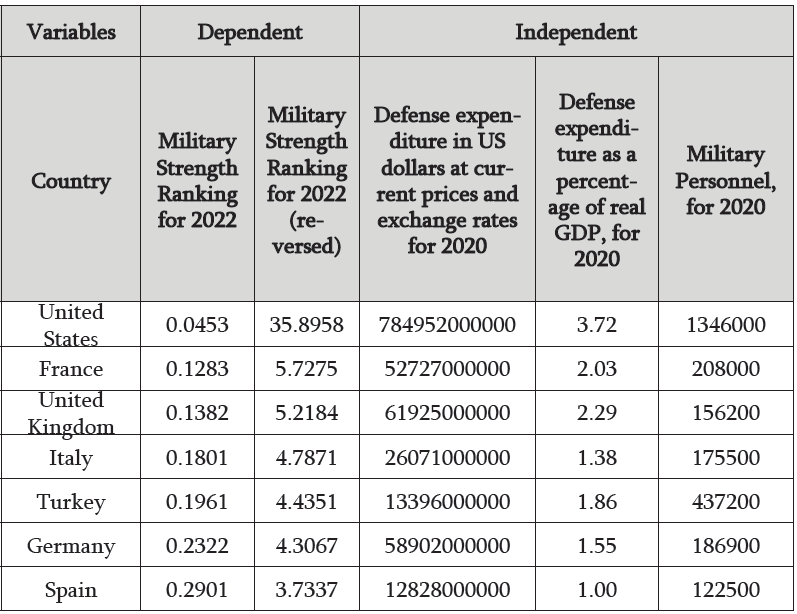 Variables Dependent Independent
Country
Military
Strength
Ranking
for 2022
Military
Strength
Ranking
for 2022
(re-
versed)
Defense expen-
diture in US
dollars at cur-
rent prices and
exchange rates
for 2020
Defense
expendi-
ture as a
percent-
age of real
GDP, for
2020
Military
Personnel,
for 2020
United
States
0.0453 35.8958 784952000000 3.72 1346000
France 0.1283 5.7275 52727000000 2.03 208000
United
Kingdom
0.1382 5.2184 61925000000 2.29 156200
Italy 0.1801 4.7871 26071000000 1.38 175500
Turkey 0.1961 4.4351 13396000000 1.86 437200
Germany 0.2322 4.3067 58902000000 1.55 186900
Spain 0.2901 3.7337 12828000000 1.00 122500